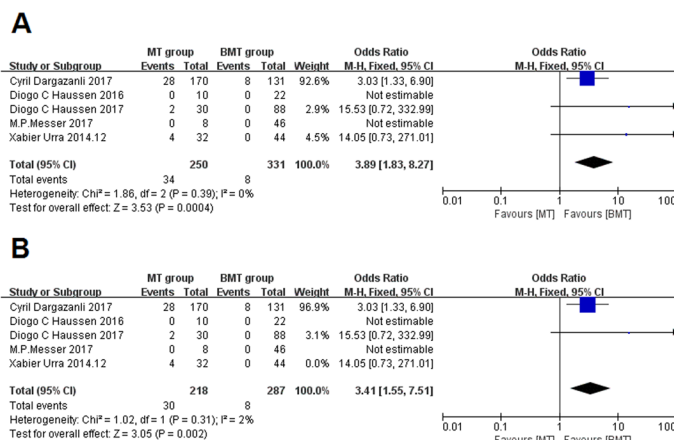 A
MT group BMT group Odds Ratio Odds Ratio
Study or Subgroup Events Total Events Total Weight M-H, Fixed, 95% CI M-H, Fixed, 95% CI
Cyril Dargazanli 2017 28 170 8 131 92.6% 3.03 [1.33, 6.90]
Diogo C Haussen 2016 0 10 0 22 Not estimable
Diogo C Haussen 2017 2 30 0 88 2.9% 15.53 [0.72, 332.99]
M.P.Messer 2017 0 8 0 46 Not estimable
Xabier Urra 2014.12 4 32 0 44 4.5% 14.05 [0.73, 271.01]
Total (95% CI) 250 331 100.0% 3.89 [1.83, 8.27]
Total events 34 8
Heterogeneity: Chi² = 1.86, df = 2 (P = 0.39); I² = 0%
Test for overall effect: Z = 3.53 (P = 0.0004)
0.01 0.1 1 10 100
Favours [MT] Favours [BMT]
B
MT group BMT group Odds Ratio Odds Ratio
Study or Subgroup Events Total Events Total Weight M-H, Fixed, 95% CI M-H, Fixed, 95% CI
Cyril Dargazanli 2017 28 170 8 131 96.9% 3.03 [1.33, 6.90]
Diogo C Haussen 2016 0 10 0 22 Not estimable
Diogo C Haussen 2017 2 30 0 88 3.1% 15.53 [0.72, 332.99]
M.P.Messer 2017 0 8 0 46 Not estimable
Xabier Urra 2014.12 4 32 0 44 0.0% 14.05 [0.73, 271.01]
Total (95% CI) 218 287 100.0% 3.41 [1.55, 7.51]
Total events 30 8
Heterogeneity: Chi² = 1.02, df = 1 (P = 0.31); I² = 2%
Test for overall effect: Z = 3.05 (P = 0.002)
0.01 0.1 1 10 100
Favours [MT] Favours [BMT]